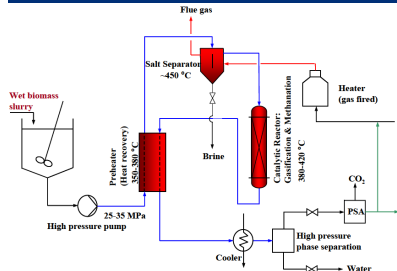 Flue gas
Salt Separator
~450 °C
Wet biomass
slurry
Heater
(gas fired)
Preheater
(Heat recovery)
350-380 °C
Catalytic Reactor:
Gasification & Methanation
380-420 °C
Brine
CO2
25-35 MPa
PSA
High pressure pump
High pressure
phase separation
Cooler
Water